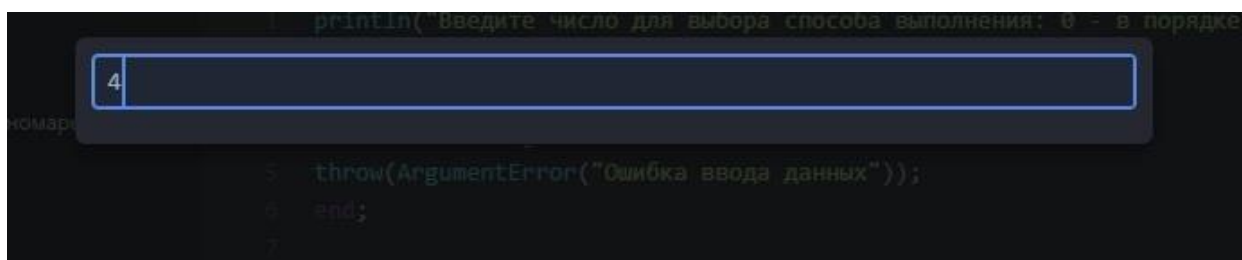 1 println("Введите число для выбора способа выполнения: 0 - в порядке
4
номар
5 throw(ArgumentError("Ошибка ввода данных"));
6 end;
7